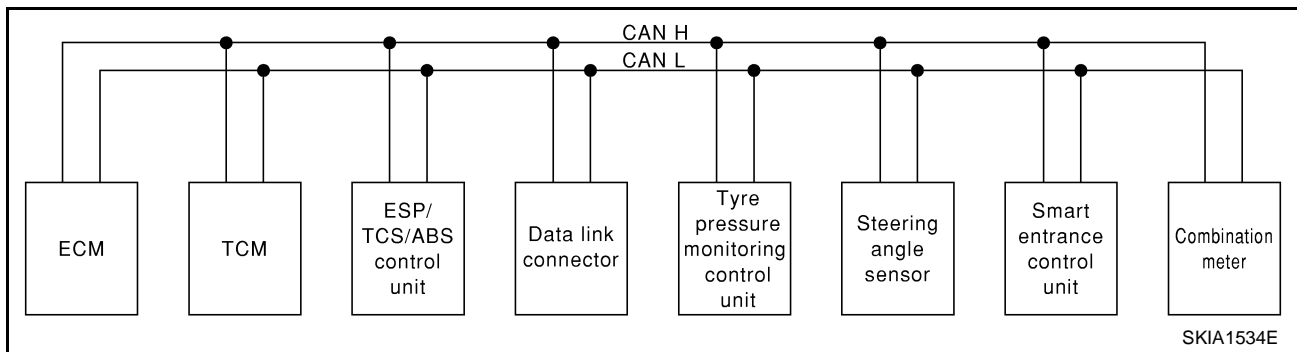 CAN H
CAN L
ECM
TCM
ESP/
TCS/ABS
control
unit
Data link
connector
Tyre
pressure
monitoring
control
unit
Steering
angle
sensor
Smart
entrance
control
unit
Combination
meter
SKIA1534E